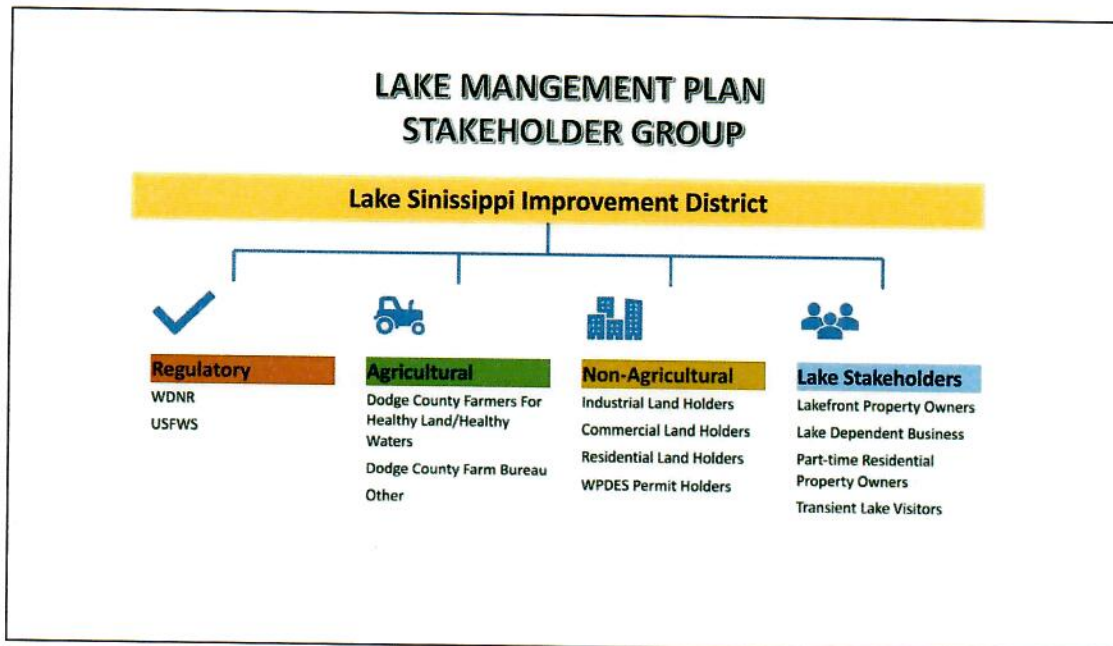 LAKE MANGEMENT PLAN
STAKEHOLDER GROUP
Lake Sinissippi Improvement District
Regulatory
WDNR
USFWS
Agricultural
Dodge County Farmers For
Healthy Land/Healthy
Waters
Dodge County Farm Bureau
Other
Non-Agricultural
Industrial Land Holders
Commercial Land Holders
Residential Land Holders
WPDES Permit Holders
Lake Stakeholders
Lakefront Property Owners
Lake Dependent Business
Part-time Residential
Property Owners
Transient Lake Visitors